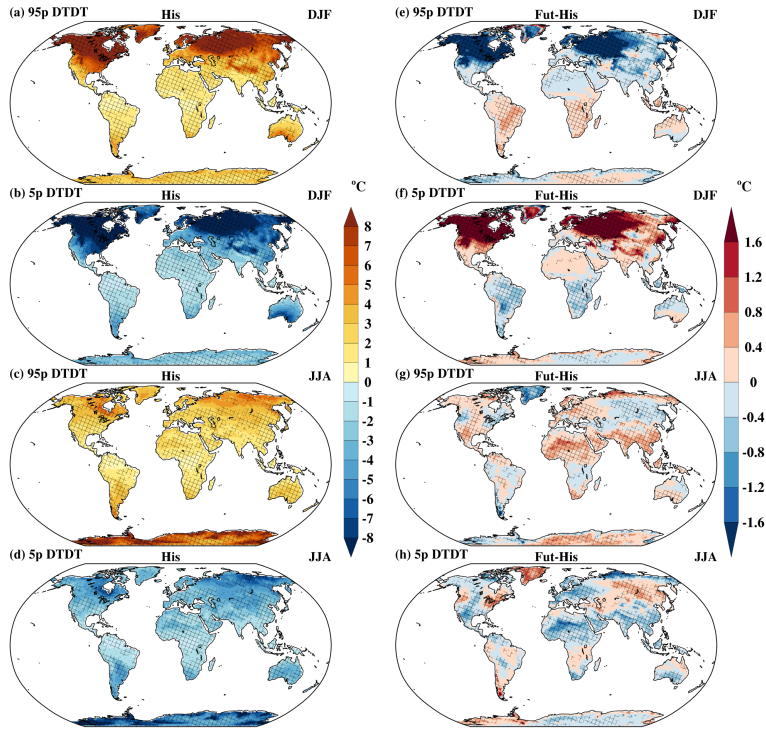 (a) 95p DTDT His DJF
(e) 95p DTDT Fut-His DJF
(b) 5p DTDT His DJF
(f) 5p DTDT Fut-His DJF
(c) 95p DTDT His JJA
(g) 95p DTDT Fut-His JJA
(d) 5p DTDT His JJA
(h) 5p DTDT Fut-His JJA
°C
8
7
6
5
4
3
2
1
0
-1
-2
-3
-4
-5
-6
-7
-8
°C
1.6
1.2
0.8
0.4
0
-0.4
-0.8
-1.2
-1.6